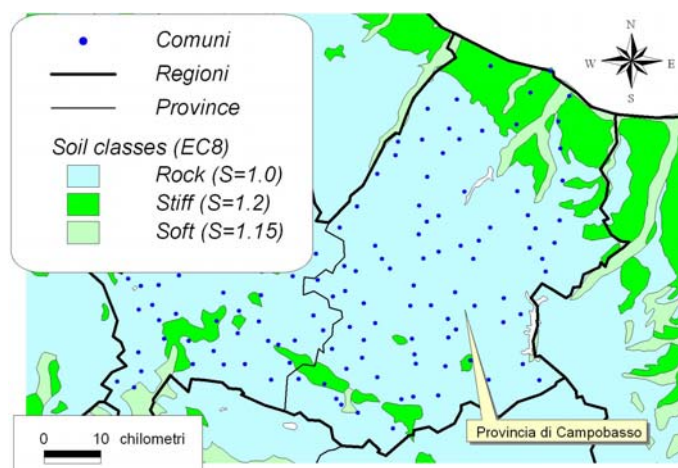 Comuni
Regioni
Province
Soil classes (EC8)
Rock (S=1.0)
Stiff (S=1.2)
Soft (S=1.15)
N
W E
S
0 10 chilometri
Provincia di Campobasso